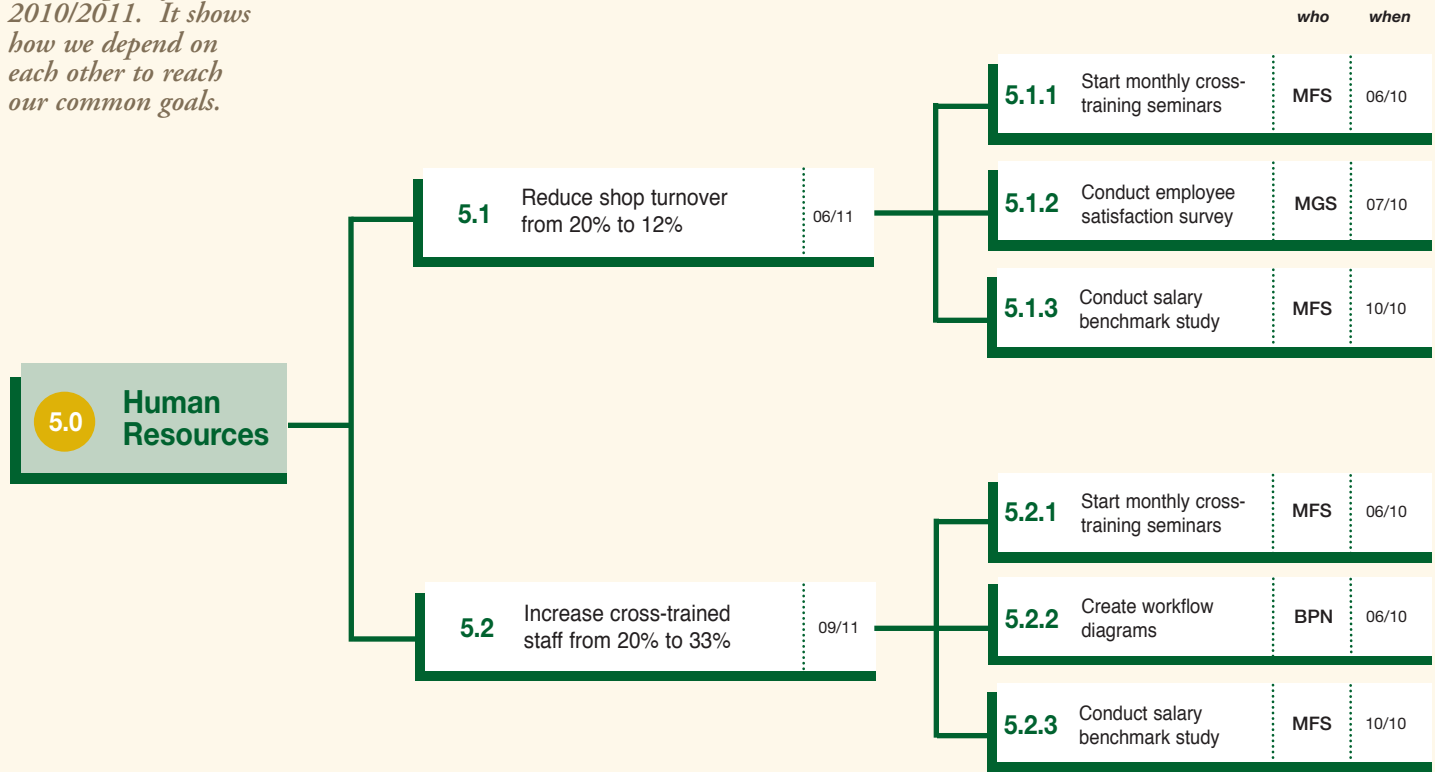 2010/2011. It shows
how we depend on
each other to reach
our common goals.
who when
5.1.1 Start monthly cross-
training seminars MFS 06/10
5.1.2 Conduct employee
satisfaction survey MGS 07/10
5.1.3 Conduct salary
benchmark study MFS 10/10
5.1 Reduce shop turnover
from 20% to 12% 06/11
5.0 Human
Resources
5.2 Increase cross-trained
staff from 20% to 33% 09/11
5.2.1 Start monthly cross-
training seminars MFS 06/10
5.2.2 Create workflow
diagrams BPN 06/10
5.2.3 Conduct salary
benchmark study MFS 10/10